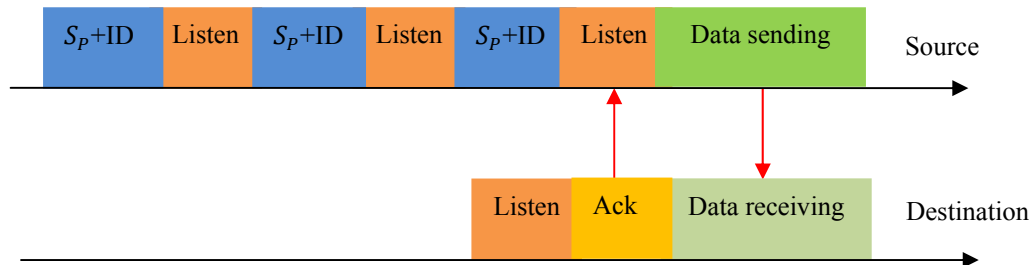 S_P+ID Listen S_P+ID Listen S_P+ID Listen Data sending
Source
Listen Ack Data receiving
Destination